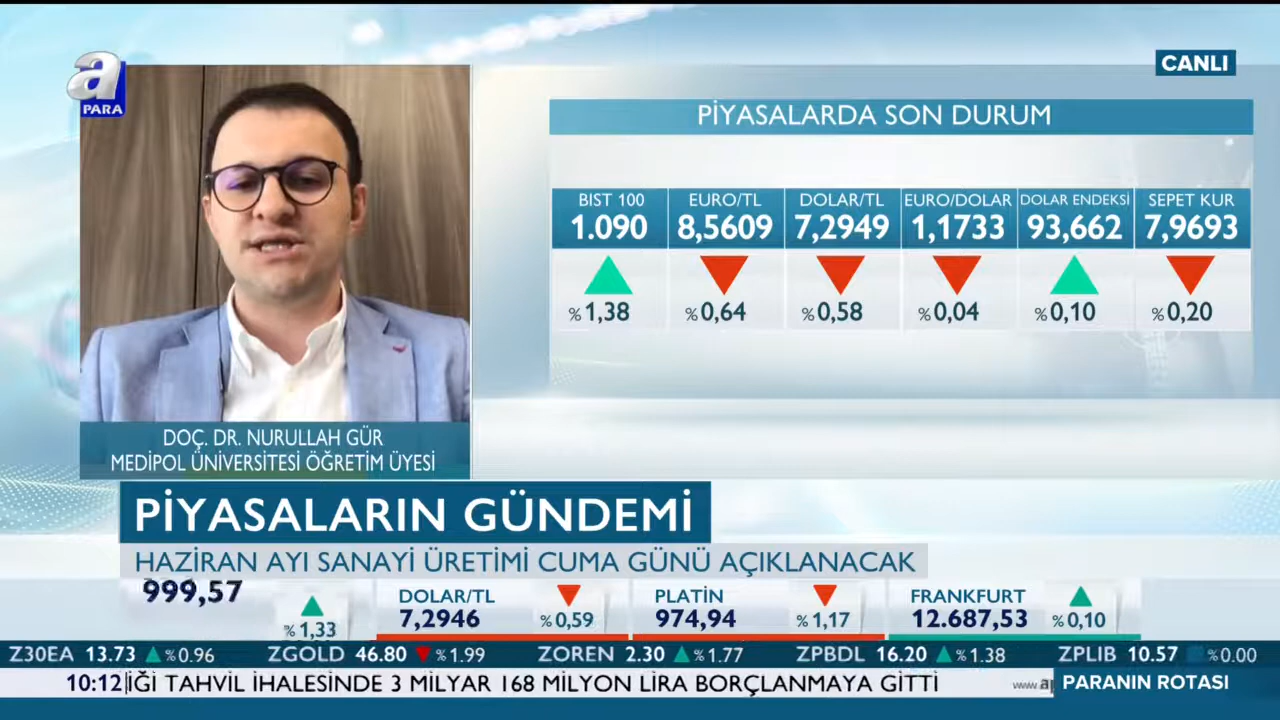 a
PARA
CANLI
PİYASALARDA SON DURUM
BIST 100 EURO/TL DOLAR/TL EURO/DOLAR DOLAR ENDEKSİ SEPET KUR
1.090 8,5609 7,2949 1,1733 93,662 7,9693
%1,38 %0,64 %0,58 %0,04 %0,10 %0,20
DOÇ. DR. NURULLAH GÜR
MEDİPOL ÜNİVERSİTESİ ÖĞRETİM ÜYESİ
PİYASALARIN GÜNDEMİ
HAZİRAN AYI SANAYİ ÜRETİMİ CUMA GÜNÜ AÇIKLANACAK
999,57 %1,33
DOLAR/TL
7,2946 %0,59
PLATİN
974,94 %1,17
FRANKFURT
12.687,53 %0,10
Z30EA 13.73 %0.96 ZGOLD 46.80 %1.99 ZOREN 2.30 %1.77 ZPBDL 16.20 %1.38 ZPLIB 10.57 %0.00
10:12 İĞİ TAHVİL İHALESİNDE 3 MİLYAR 168 MİLYON LİRA BORÇLANMAYA GİTTİ www.ap PARANIN ROTASI